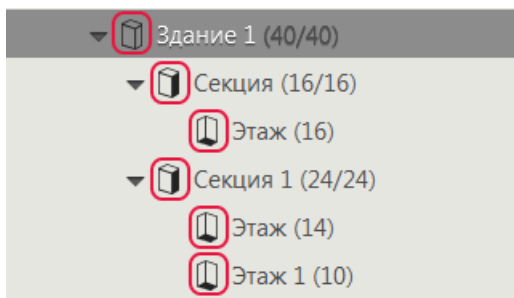 Здание 1 (40/40)
Секция (16/16)
Этаж (16)
Секция 1 (24/24)
Этаж (14)
Этаж 1 (10)